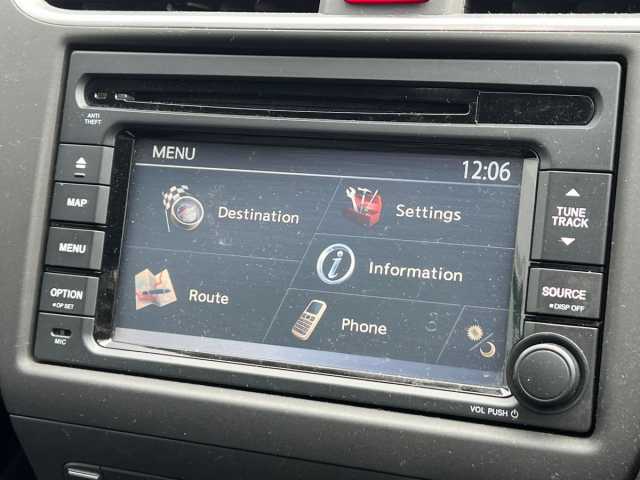 ANTI
THEFT
MENU
12:06
MAP
MENU
OPTION
●OP SET
MIC
Destination
Settings
Information
Route
Phone
TUNE
TRACK
SOURCE
●DISP OFF
VOL PUSH